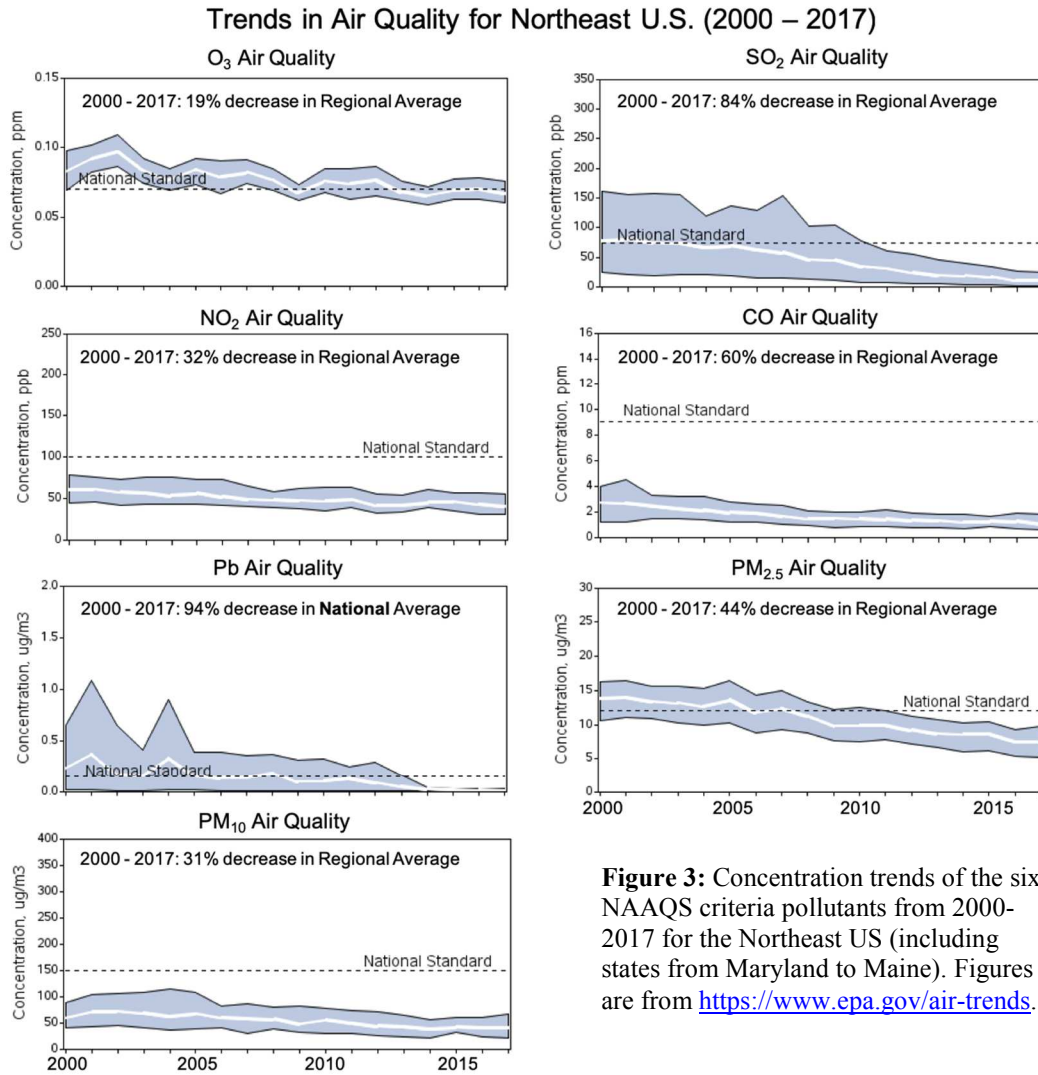 Trends in Air Quality for Northeast U.S. (2000 – 2017)
O3 Air Quality
0.15
0.10
0.05
0.00
Concentration, ppm
2000 - 2017: 19% decrease in Regional Average
National Standard
SO2 Air Quality
350
300
250
200
150
100
50
0
Concentration, ppb
2000 - 2017: 84% decrease in Regional Average
National Standard
NO2 Air Quality
250
200
150
100
50
0
Concentration, ppb
2000 - 2017: 32% decrease in Regional Average
National Standard
CO Air Quality
16
14
12
10
8
6
4
2
0
Concentration, ppm
2000 - 2017: 60% decrease in Regional Average
National Standard
Pb Air Quality
2.0
1.5
1.0
0.5
0.0
Concentration, ug/m3
2000 - 2017: 94% decrease in National Average
National Standard
PM2.5 Air Quality
30
25
20
15
10
5
0
Concentration, ug/m3
2000 - 2017: 44% decrease in Regional Average
National Standard
2000 2005 2010 2015
PM10 Air Quality
400
350
300
250
200
150
100
50
0
Concentration, ug/m3
2000 - 2017: 31% decrease in Regional Average
National Standard
2000 2005 2010 2015
Figure 3: Concentration trends of the six
NAAQS criteria pollutants from 2000-
2017 for the Northeast US (including
states from Maryland to Maine). Figures
are from https://www.epa.gov/air-trends.